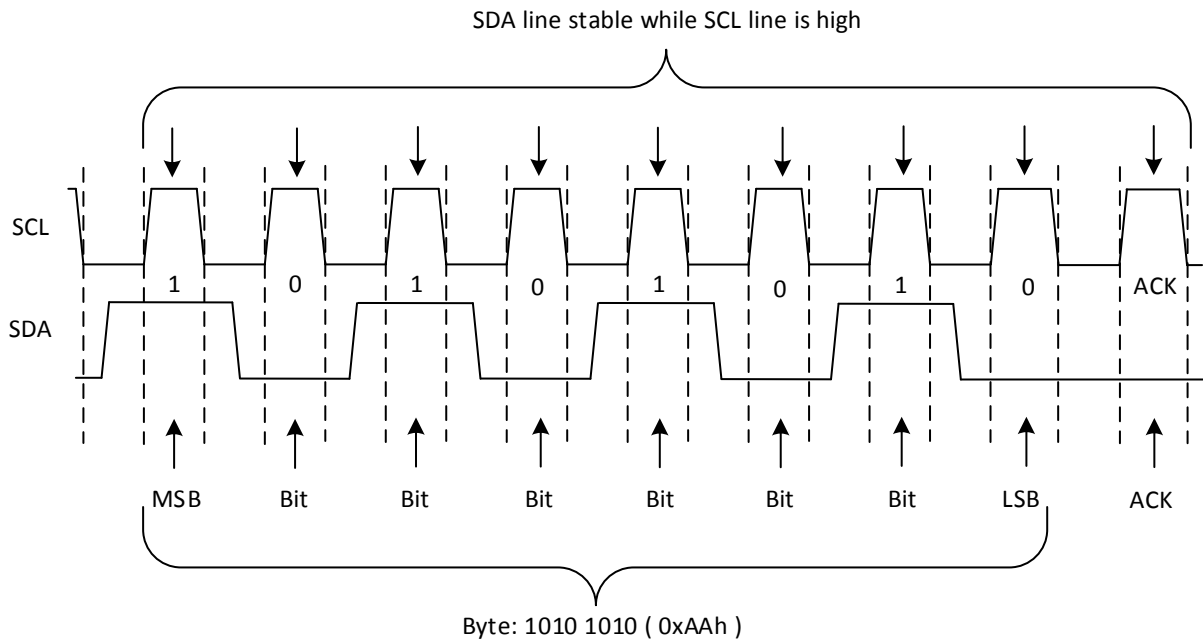 SDA line stable while SCL line is high
SCL
1 0 1 0 1 0 1 0 ACK
SDA
MSB Bit Bit Bit Bit Bit Bit LSB ACK
Byte: 1010 1010 ( 0xAAh )